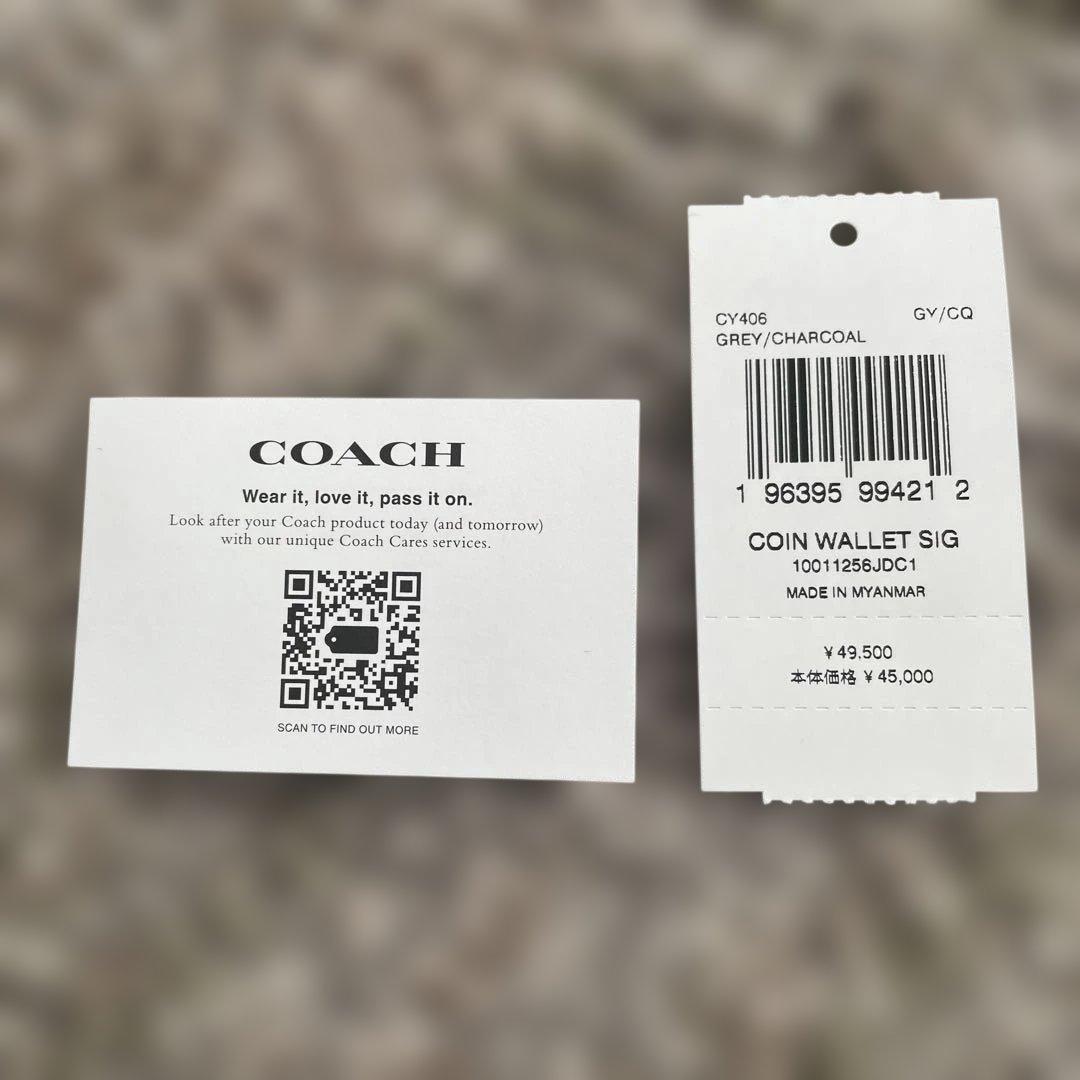 COACH
Wear it, love it, pass it on.
Look after your Coach product today (and tomorrow)
with our unique Coach Cares services.
SCAN TO FIND OUT MORE
CY406 GY/CQ
GREY/CHARCOAL
1 96395 99421 2
COIN WALLET SIG
10011256JDC1
MADE IN MYANMAR
¥49,500
本体価格 ¥45,000